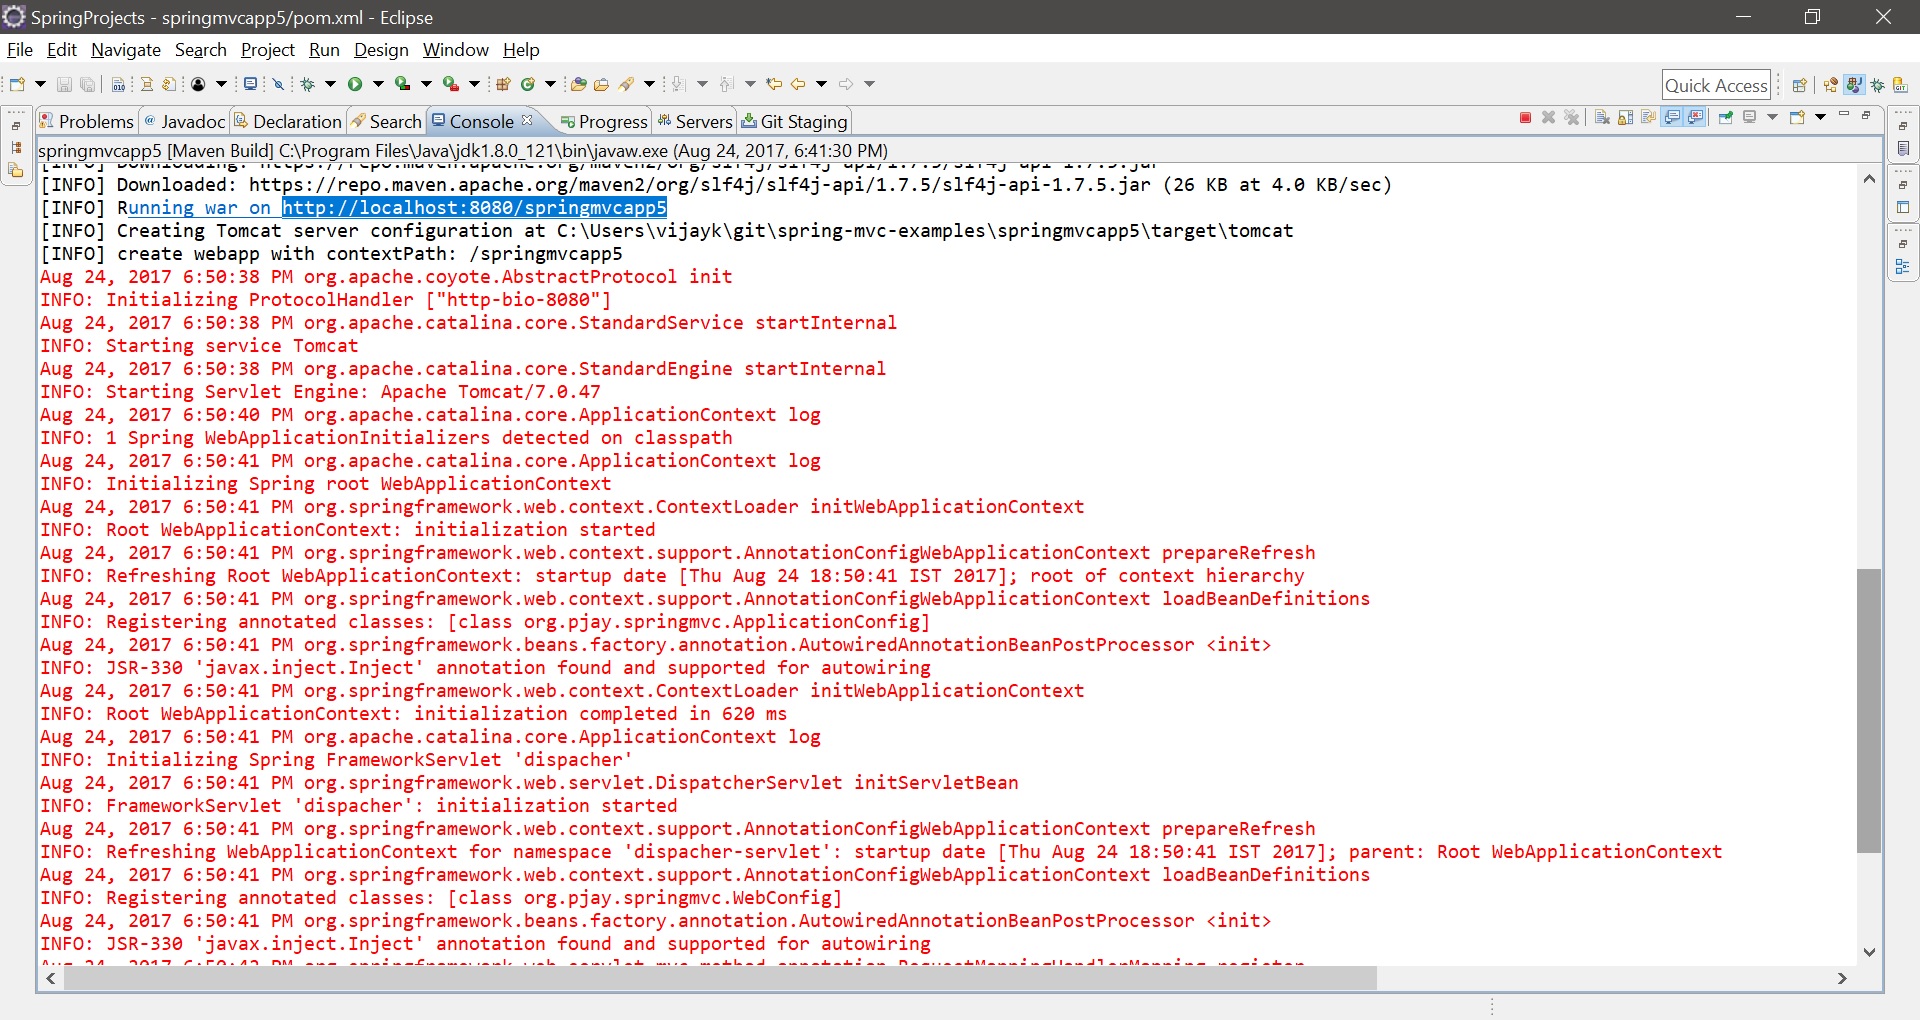 SpringProjects - springmvcapp5/pom.xml - Eclipse
File Edit Navigate Search Project Run Design Window Help
Quick Access
Problems @ Javadoc Declaration Search Console Progress Servers Git Staging
springmvcapp5 [Maven Build] C:\Program Files\Java\jdk1.8.0_121\bin\javaw.exe (Aug 24, 2017, 6:41:30 PM)
[INFO] Downloading: https://repo.maven.apache.org/maven2/org/slf4j/slf4j-api/1.7.5/slf4j-api-1.7.5.jar
[INFO] Downloaded: https://repo.maven.apache.org/maven2/org/slf4j/slf4j-api/1.7.5/slf4j-api-1.7.5.jar (26 KB at 4.0 KB/sec)
[INFO] Running war on http://localhost:8080/springmvcapp5
[INFO] Creating Tomcat server configuration at C:\Users\vijayk\git\spring-mvc-examples\springmvcapp5\target\tomcat
[INFO] create webapp with contextPath: /springmvcapp5
Aug 24, 2017 6:50:38 PM org.apache.coyote.AbstractProtocol init
INFO: Initializing ProtocolHandler ["http-bio-8080"]
Aug 24, 2017 6:50:38 PM org.apache.catalina.core.StandardService startInternal
INFO: Starting service Tomcat
Aug 24, 2017 6:50:38 PM org.apache.catalina.core.StandardEngine startInternal
INFO: Starting Servlet Engine: Apache Tomcat/7.0.47
Aug 24, 2017 6:50:40 PM org.apache.catalina.core.ApplicationContext log
INFO: 1 Spring WebApplicationInitializers detected on classpath
Aug 24, 2017 6:50:41 PM org.apache.catalina.core.ApplicationContext log
INFO: Initializing Spring root WebApplicationContext
Aug 24, 2017 6:50:41 PM org.springframework.web.context.ContextLoader initWebApplicationContext
INFO: Root WebApplicationContext: initialization started
Aug 24, 2017 6:50:41 PM org.springframework.web.context.support.AnnotationConfigWebApplicationContext prepareRefresh
INFO: Refreshing Root WebApplicationContext: startup date [Thu Aug 24 18:50:41 IST 2017]; root of context hierarchy
Aug 24, 2017 6:50:41 PM org.springframework.web.context.support.AnnotationConfigWebApplicationContext loadBeanDefinitions
INFO: Registering annotated classes: [class org.pjay.springmvc.ApplicationConfig]
Aug 24, 2017 6:50:41 PM org.springframework.beans.factory.annotation.AutowiredAnnotationBeanPostProcessor <init>
INFO: JSR-330 'javax.inject.Inject' annotation found and supported for autowiring
Aug 24, 2017 6:50:41 PM org.springframework.web.context.ContextLoader initWebApplicationContext
INFO: Root WebApplicationContext: initialization completed in 620 ms
Aug 24, 2017 6:50:41 PM org.apache.catalina.core.ApplicationContext log
INFO: Initializing Spring FrameworkServlet 'dispacher'
Aug 24, 2017 6:50:41 PM org.springframework.web.servlet.DispatcherServlet initServletBean
INFO: FrameworkServlet 'dispacher': initialization started
Aug 24, 2017 6:50:41 PM org.springframework.web.context.support.AnnotationConfigWebApplicationContext prepareRefresh
INFO: Refreshing WebApplicationContext for namespace 'dispacher-servlet': startup date [Thu Aug 24 18:50:41 IST 2017]; parent: Root WebApplicationContext
Aug 24, 2017 6:50:41 PM org.springframework.web.context.support.AnnotationConfigWebApplicationContext loadBeanDefinitions
INFO: Registering annotated classes: [class org.pjay.springmvc.WebConfig]
Aug 24, 2017 6:50:41 PM org.springframework.beans.factory.annotation.AutowiredAnnotationBeanPostProcessor <init>
INFO: JSR-330 'javax.inject.Inject' annotation found and supported for autowiring